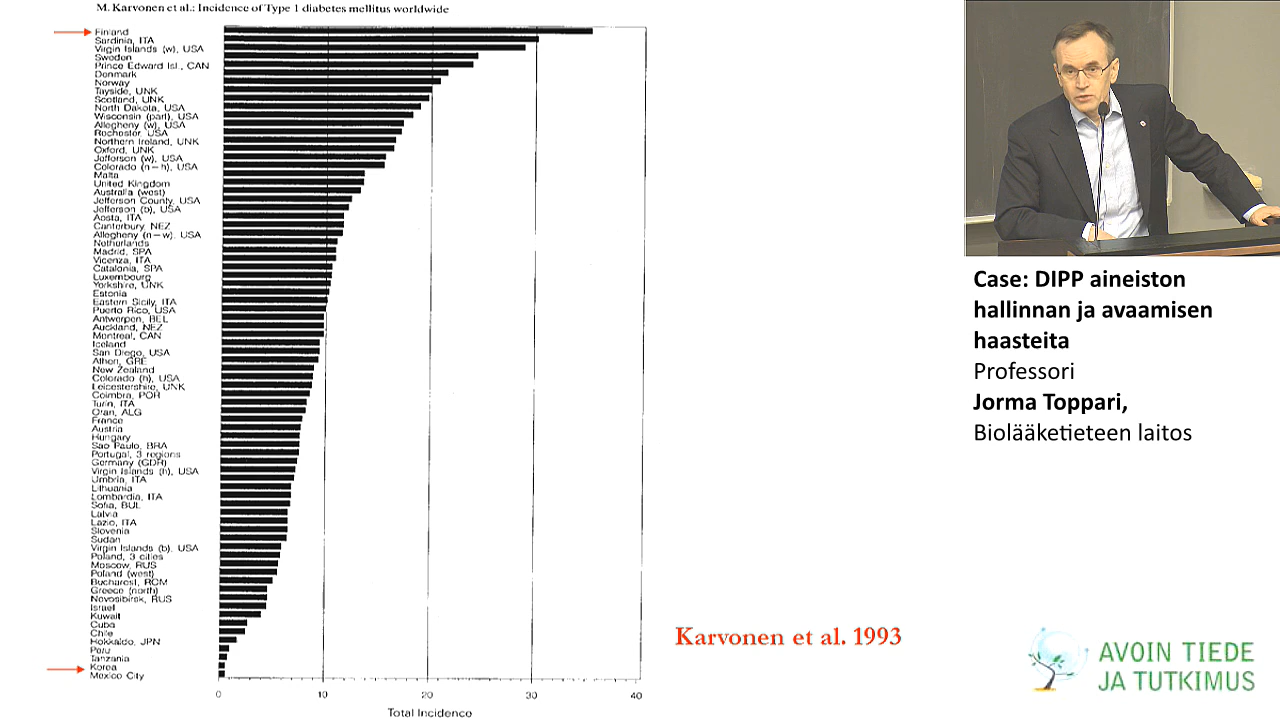 M. Karvonen et al.: Incidence of Type 1 diabetes mellitus worldwide
Finland
Sardinia, ITA
Virgin Islands (w), USA
Sweden
Prince Edward Isl., CAN
Denmark
Norway
Tayside, UNK
Scotland, UNK
North Dakota, USA
Wisconsin (part), USA
Allegheny (w), USA
Rochester, USA
Northern Ireland, UNK
Oxford, UNK
Jefferson (w), USA
Colorado (n-h), USA
Malta
United Kingdom
Australia (west)
Jefferson County, USA
Jefferson (b), USA
Aosta, ITA
Canterbury, NEZ
Allegheny (n-w), USA
Netherlands
Madrid, SPA
Vicenza, ITA
Catalonia, SPA
Luxembourg
Yorkshire, UNK
Estonia
Eastern Sicily, ITA
Puerto Rico, USA
Antwerpen, BEL
Auckland, NEZ
Montreal, CAN
Iceland
San Diego, USA
Athen, GRE
New Zealand
Colorado (h), USA
Leicestershire, UNK
Coimbra, POR
Turin, ITA
Oran, ALG
France
Austria
Hungary
Sao Paulo, BRA
Portugal, 3 regions
Germany (GDR)
Virgin Islands (h), USA
Umbria, ITA
Lithuania
Lombardia, ITA
Sofia, BUL
Latvia
Lazio, ITA
Slovenia
Sudan
Virgin Islands (b), USA
Poland, 3 cities
Moscow, RUS
Poland (west)
Bucharest, ROM
Greece (north)
Novosibirsk, RUS
Israel
Kuwait
Cuba
Chile
Hokkaido, JPN
Peru
Tanzania
Korea
Mexico City
0 10 20 30 40
Total Incidence
Karvonen et al. 1993
Case: DIPP aineiston
hallinnan ja avaamisen
haasteita
Professori
Jorma Toppari,
Biolääketieteen laitos
AVOIN TIEDE
JA TUTKIMUS